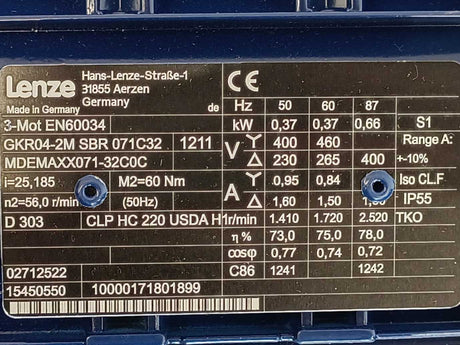 Lenze
Hans-Lenze-Straße-1
31855 Aerzen
Germany
Made in Germany
de
CE
Hz 50 60 87
3-Mot EN60034
kW 0,37 0,37 0,66 S1
GKR04-2M SBR 071C32 1211
V Y 400 460 Range A:
MDEMAXX071-32C0C
△ 230 265 400 +-10%
i=25,185 M2=60 Nm
A Y 0,95 0,84 Iso CL.F
n2=56,0 r/min (50Hz)
△ 1,60 1,50 IP55
D 303 CLP HC 220 USDA H1
r/min 1.410 1.720 2.520 TKO
η % 73,0 75,0 78,0
cosφ 0,77 0,74 0,72
02712522
C86 1241 1242
15450550 10000171801899